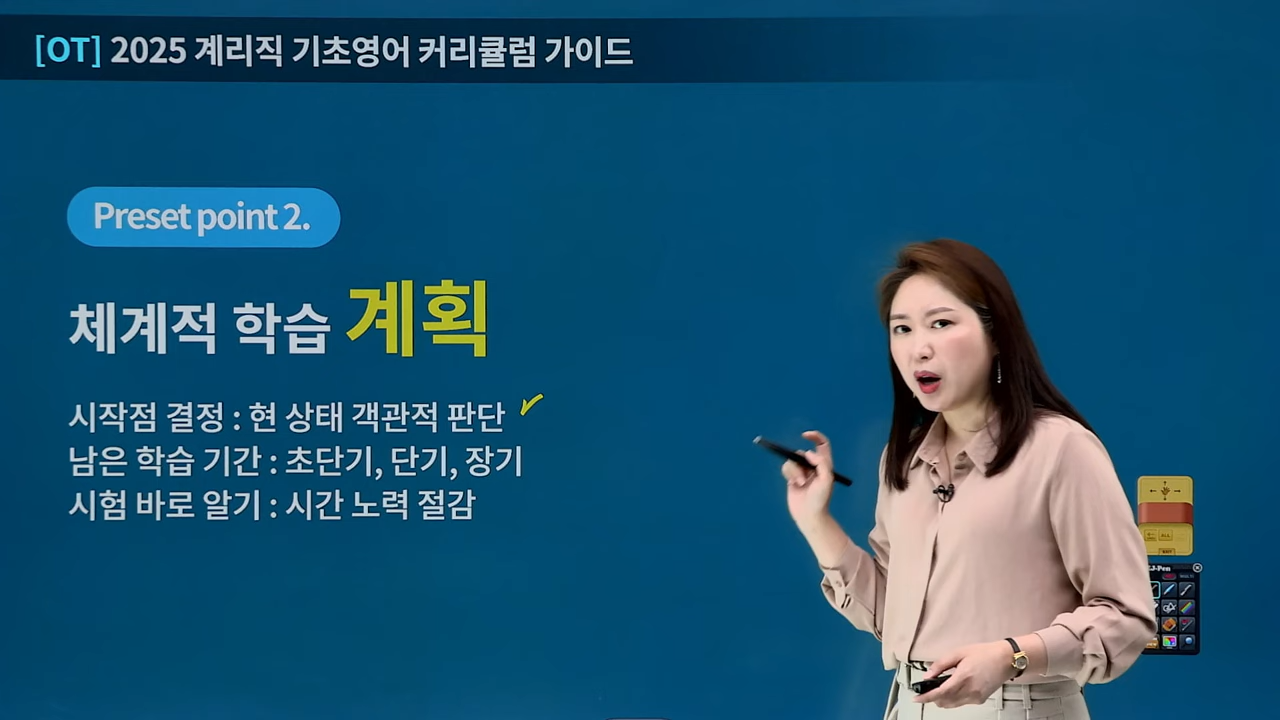 [OT] 2025 계리직 기초영어 커리큘럼 가이드
Preset point 2.
체계적 학습 계획
시작점 결정 : 현 상태 객관적 판단
남은 학습 기간 : 초단기, 단기, 장기
시험 바로 알기 : 시간 노력 절감
ALL
EXIT